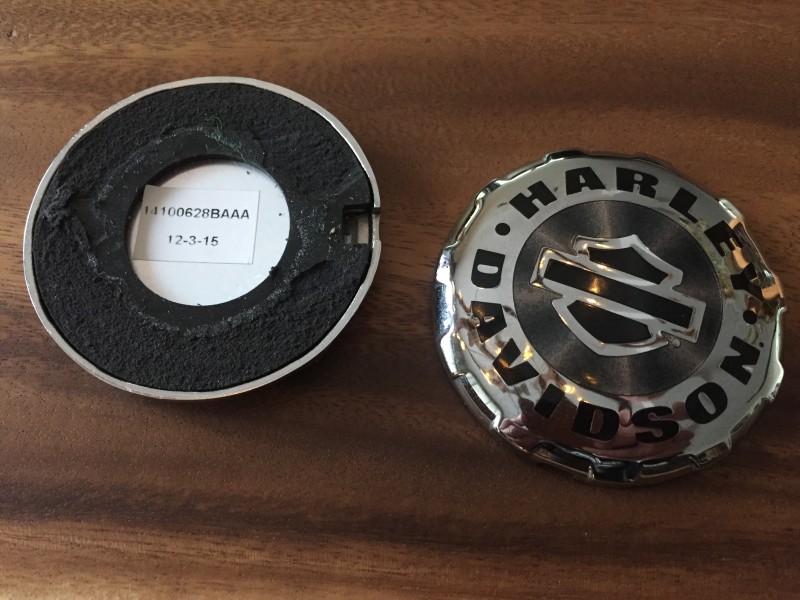 14100628BAAA
12-3-15
• HARLEY •
DAVIDSON